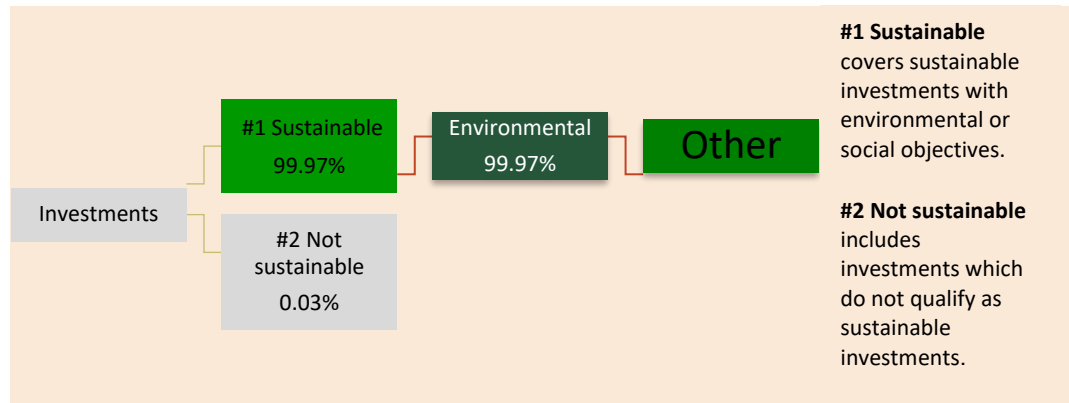 Investments
#1 Sustainable
99.97%
#2 Not
sustainable
0.03%
Environmental
99.97%
Other
#1 Sustainable
covers sustainable
investments with
environmental or
social objectives.
#2 Not sustainable
includes
investments which
do not qualify as
sustainable
investments.